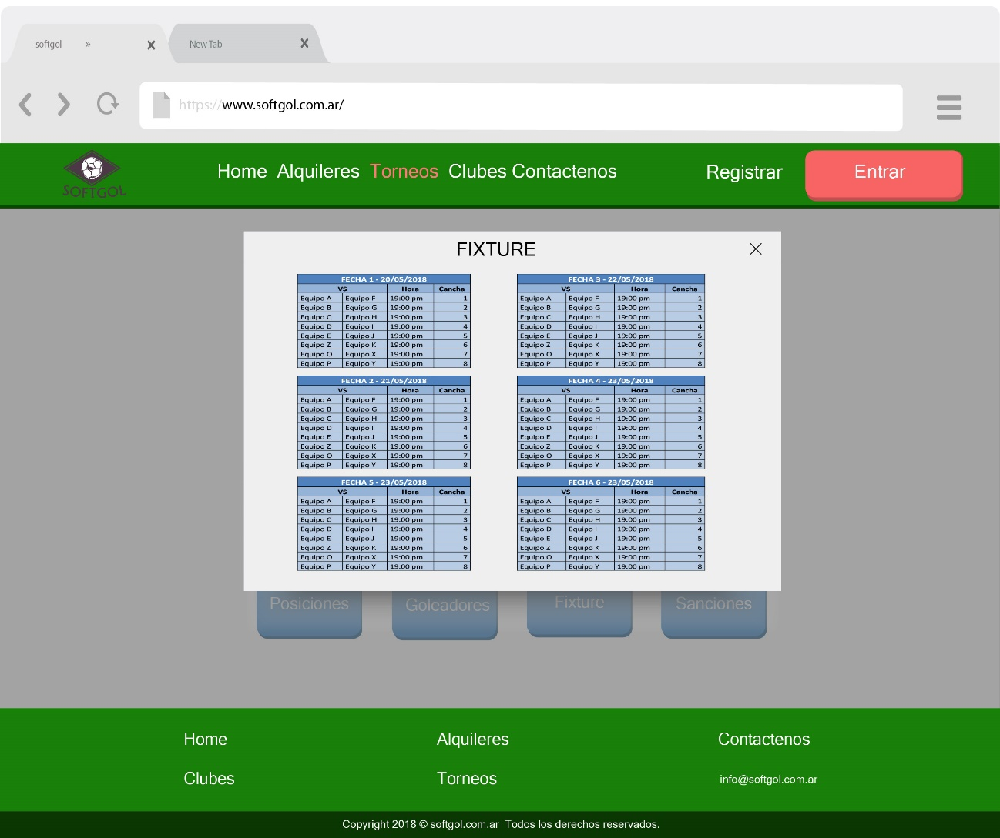 softgol » x New Tab x
https://www.softgol.com.ar/
SOFTGOL
Home Alquileres Torneos Clubes Contactenos Registrar Entrar
FIXTURE
FECHA 1 - 20/05/2018
VS Hora Cancha
Equipo A Equipo F 19:00 pm 1
Equipo B Equipo G 19:00 pm 2
Equipo C Equipo H 19:00 pm 3
Equipo D Equipo I 19:00 pm 4
Equipo E Equipo J 19:00 pm 5
Equipo Z Equipo K 19:00 pm 6
Equipo O Equipo X 19:00 pm 7
Equipo P Equipo Y 19:00 pm 8
FECHA 3 - 22/05/2018
VS Hora Cancha
Equipo A Equipo F 19:00 pm 1
Equipo B Equipo G 19:00 pm 2
Equipo C Equipo H 19:00 pm 3
Equipo D Equipo I 19:00 pm 4
Equipo E Equipo J 19:00 pm 5
Equipo Z Equipo K 19:00 pm 6
Equipo O Equipo X 19:00 pm 7
Equipo P Equipo Y 19:00 pm 8
FECHA 2 - 21/05/2018
VS Hora Cancha
Equipo A Equipo F 19:00 pm 1
Equipo B Equipo G 19:00 pm 2
Equipo C Equipo H 19:00 pm 3
Equipo D Equipo I 19:00 pm 4
Equipo E Equipo J 19:00 pm 5
Equipo Z Equipo K 19:00 pm 6
Equipo O Equipo X 19:00 pm 7
Equipo P Equipo Y 19:00 pm 8
FECHA 4 - 23/05/2018
VS Hora Cancha
Equipo A Equipo F 19:00 pm 1
Equipo B Equipo G 19:00 pm 2
Equipo C Equipo H 19:00 pm 3
Equipo D Equipo I 19:00 pm 4
Equipo E Equipo J 19:00 pm 5
Equipo Z Equipo K 19:00 pm 6
Equipo O Equipo X 19:00 pm 7
Equipo P Equipo Y 19:00 pm 8
FECHA 5 - 23/05/2018
VS Hora Cancha
Equipo A Equipo F 19:00 pm 1
Equipo B Equipo G 19:00 pm 2
Equipo C Equipo H 19:00 pm 3
Equipo D Equipo I 19:00 pm 4
Equipo E Equipo J 19:00 pm 5
Equipo Z Equipo K 19:00 pm 6
Equipo O Equipo X 19:00 pm 7
Equipo P Equipo Y 19:00 pm 8
FECHA 6 - 23/05/2018
VS Hora Cancha
Equipo A Equipo F 19:00 pm 1
Equipo B Equipo G 19:00 pm 2
Equipo C Equipo H 19:00 pm 3
Equipo D Equipo I 19:00 pm 4
Equipo E Equipo J 19:00 pm 5
Equipo Z Equipo K 19:00 pm 6
Equipo O Equipo X 19:00 pm 7
Equipo P Equipo Y 19:00 pm 8
Posiciones Goleadores Fixture Sanciones
Home Alquileres Contactenos
Clubes Torneos info@softgol.com.ar
Copyright 2018 © softgol.com.ar Todos los derechos reservados.